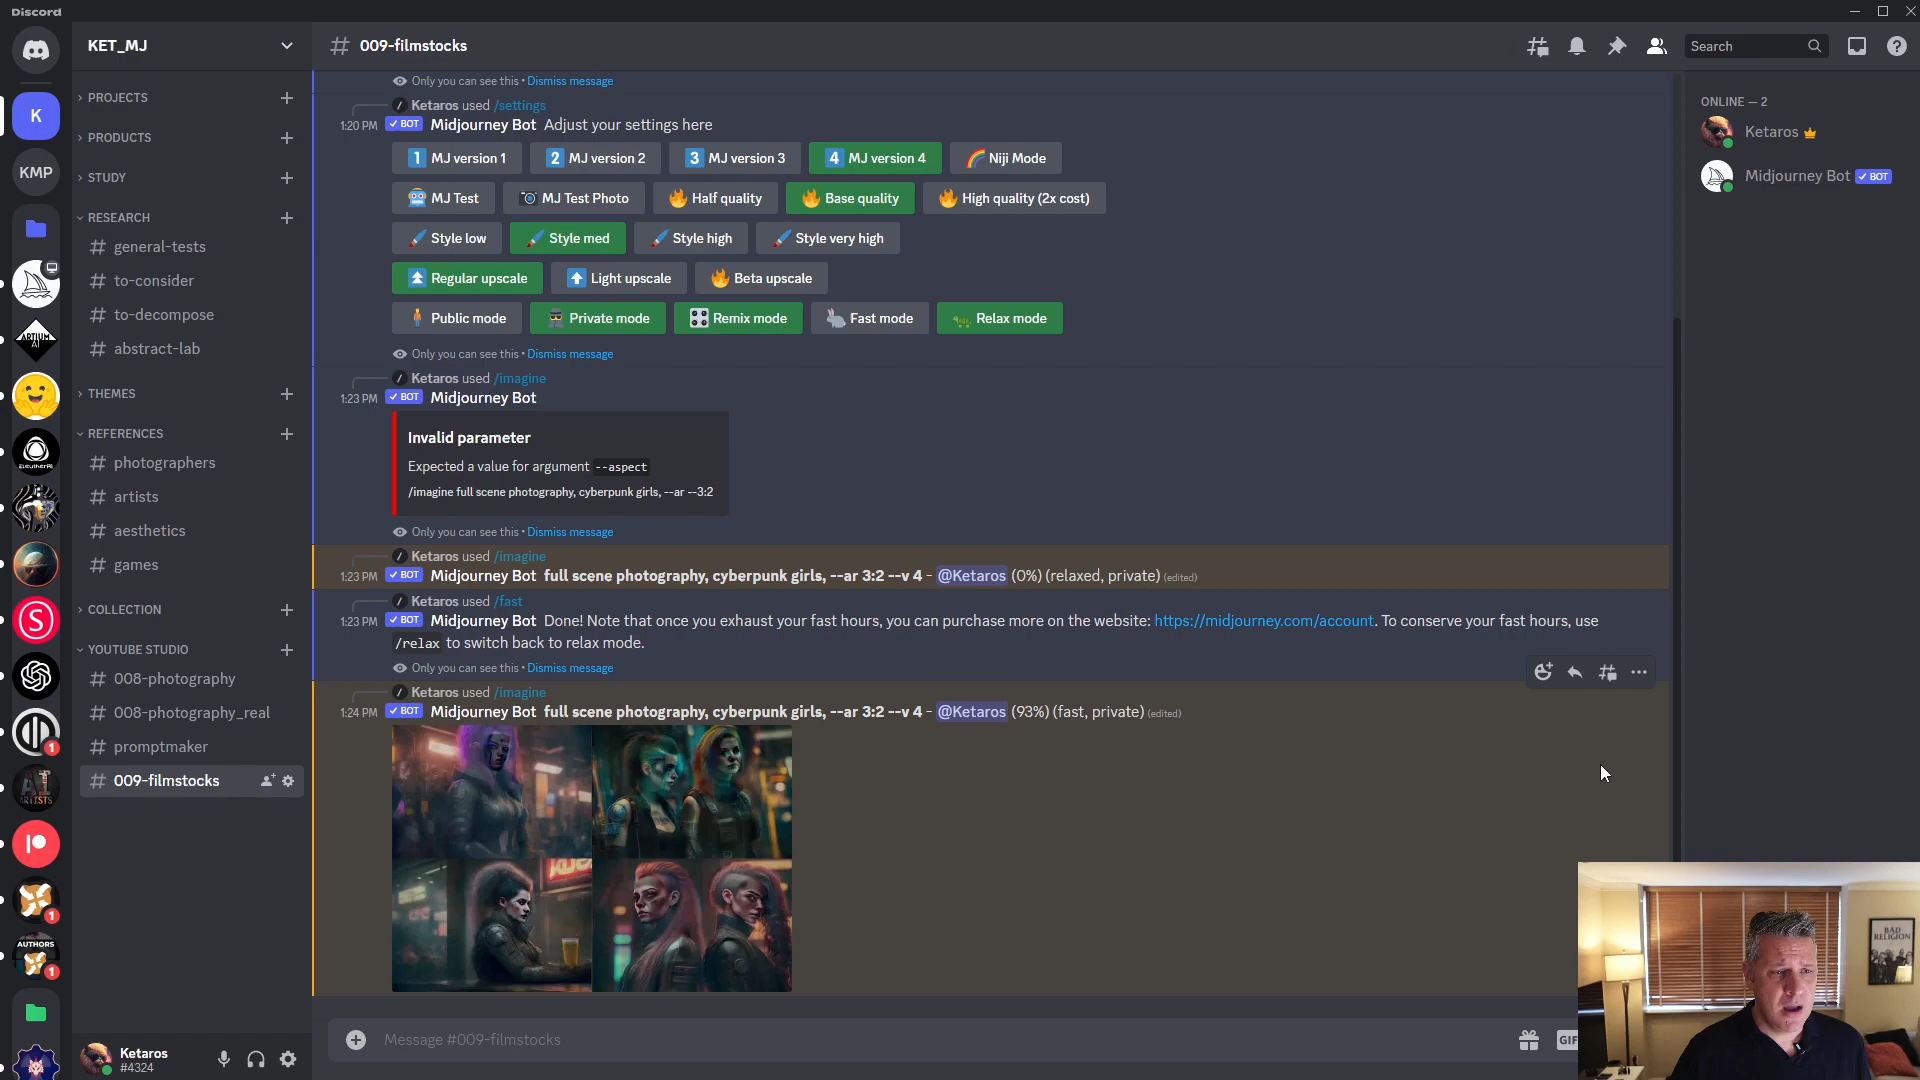 Discord
KET_MJ
009-filmstocks
Search
K
KMP
ARTIUM
AI
EleutherAI
S
1
AI
ARTISTS
1
AUTHORS
1
PROJECTS
PRODUCTS
STUDY
RESEARCH
general-tests
to-consider
to-decompose
abstract-lab
THEMES
REFERENCES
photographers
artists
aesthetics
games
COLLECTION
YOUTUBE STUDIO
008-photography
008-photography_real
promptmaker
009-filmstocks
Ketaros
#4324
Only you can see this • Dismiss message
Ketaros used /settings
1:20 PM BOT Midjourney Bot Adjust your settings here
1 MJ version 1 2 MJ version 2 3 MJ version 3 4 MJ version 4 Niji Mode
MJ Test MJ Test Photo Half quality Base quality High quality (2x cost)
Style low Style med Style high Style very high
Regular upscale Light upscale Beta upscale
Public mode Private mode Remix mode Fast mode Relax mode
Only you can see this • Dismiss message
/ Ketaros used /imagine
1:23 PM BOT Midjourney Bot
Invalid parameter
Expected a value for argument --aspect
/imagine full scene photography, cyberpunk girls, --ar --3:2
Only you can see this • Dismiss message
/ Ketaros used /imagine
1:23 PM BOT Midjourney Bot full scene photography, cyberpunk girls, --ar 3:2 --v 4 - @Ketaros (0%) (relaxed, private) (edited)
/ Ketaros used /fast
1:23 PM BOT Midjourney Bot Done! Note that once you exhaust your fast hours, you can purchase more on the website: https://midjourney.com/account. To conserve your fast hours, use
/relax to switch back to relax mode.
Only you can see this • Dismiss message
/ Ketaros used /imagine
1:24 PM BOT Midjourney Bot full scene photography, cyberpunk girls, --ar 3:2 --v 4 - @Ketaros (93%) (fast, private) (edited)
Message #009-filmstocks
GIF
ONLINE — 2
Ketaros
Midjourney Bot BOT
BAD
RELIGION